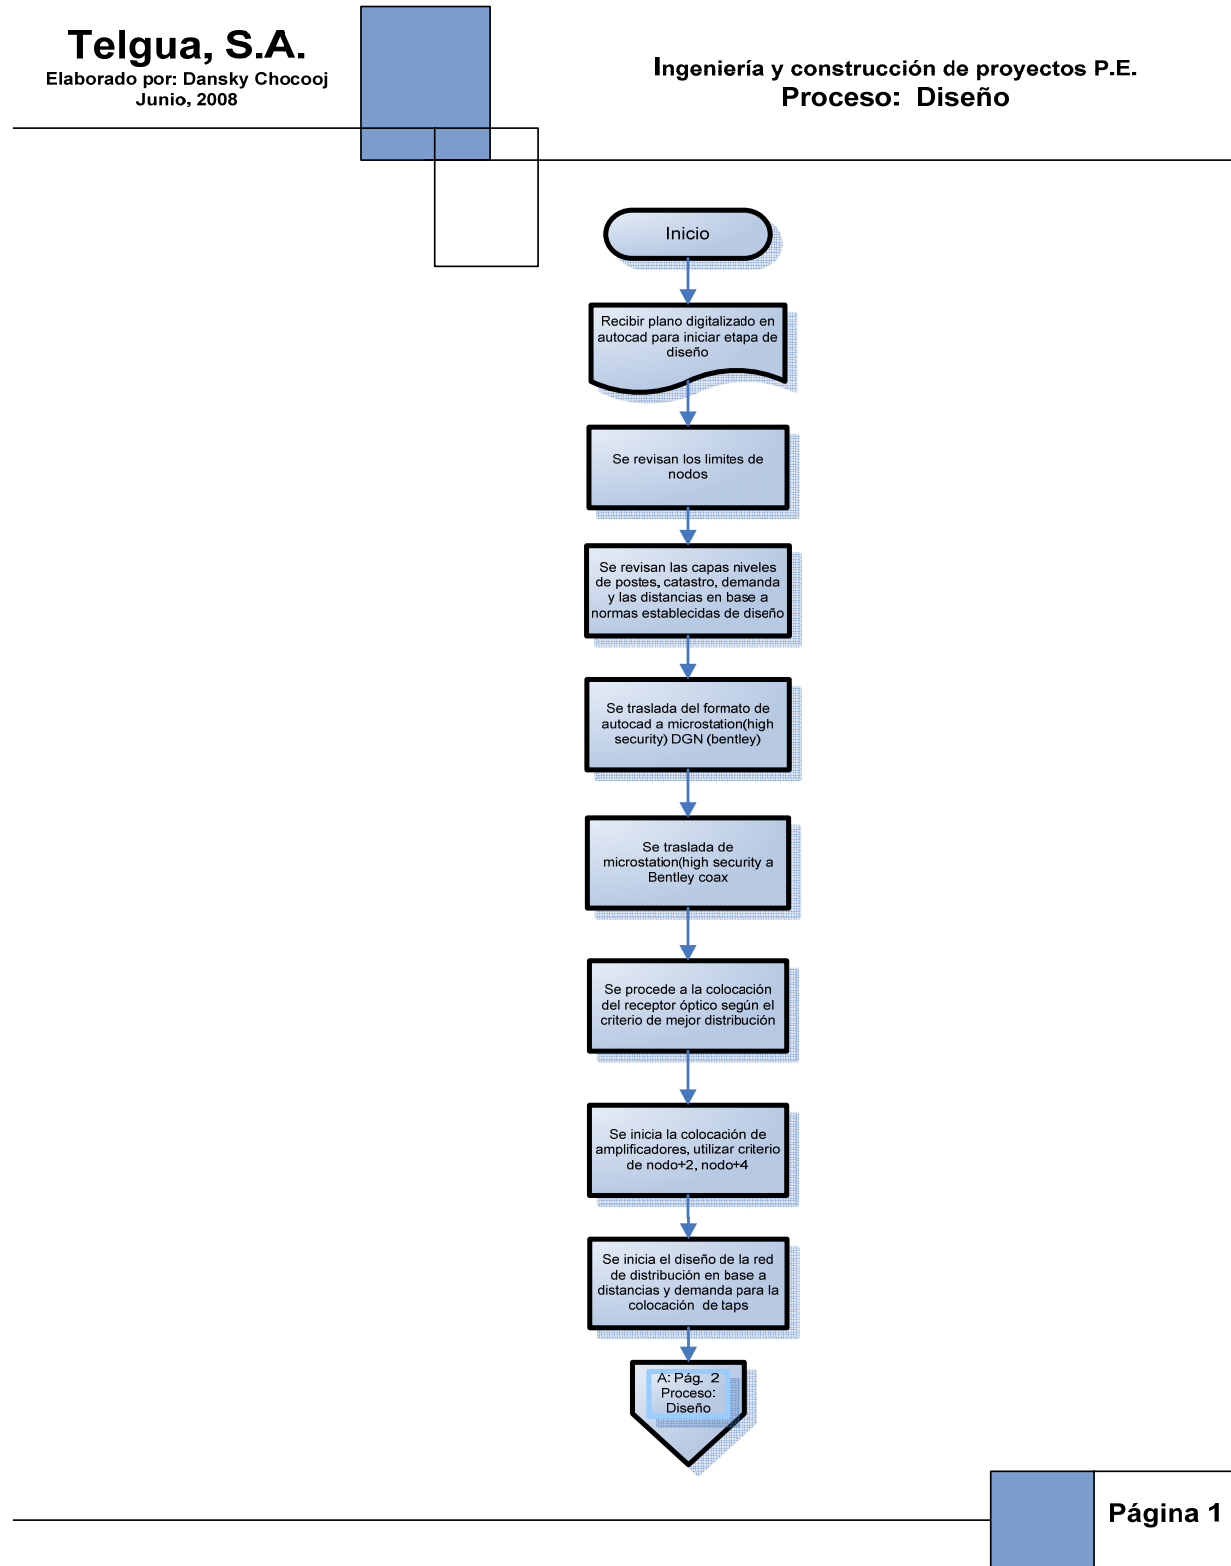 Telgua, S.A.
Elaborado por: Dansky Chocooj
Junio, 2008
Ingeniería y construcción de proyectos P.E.
Proceso: Diseño
Inicio
Recibir plano digitalizado en
autocad para iniciar etapa de
diseño
Se revisan los limites de
nodos
Se revisan las capas niveles
de postes, catastro, demanda
y las distancias en base a
normas establecidas de diseño
Se traslada del formato de
autocad a microstation(high
security) DGN (bentley)
Se traslada de
microstation(high security a
Bentley coax
Se procede a la colocación
del receptor óptico según el
criterio de mejor distribución
Se inicia la colocación de
amplificadores, utilizar criterio
de nodo+2, nodo+4
Se inicia el diseño de la red
de distribución en base a
distancias y demanda para la
colocación de taps
A: Pág. 2
Proceso:
Diseño
Página 1